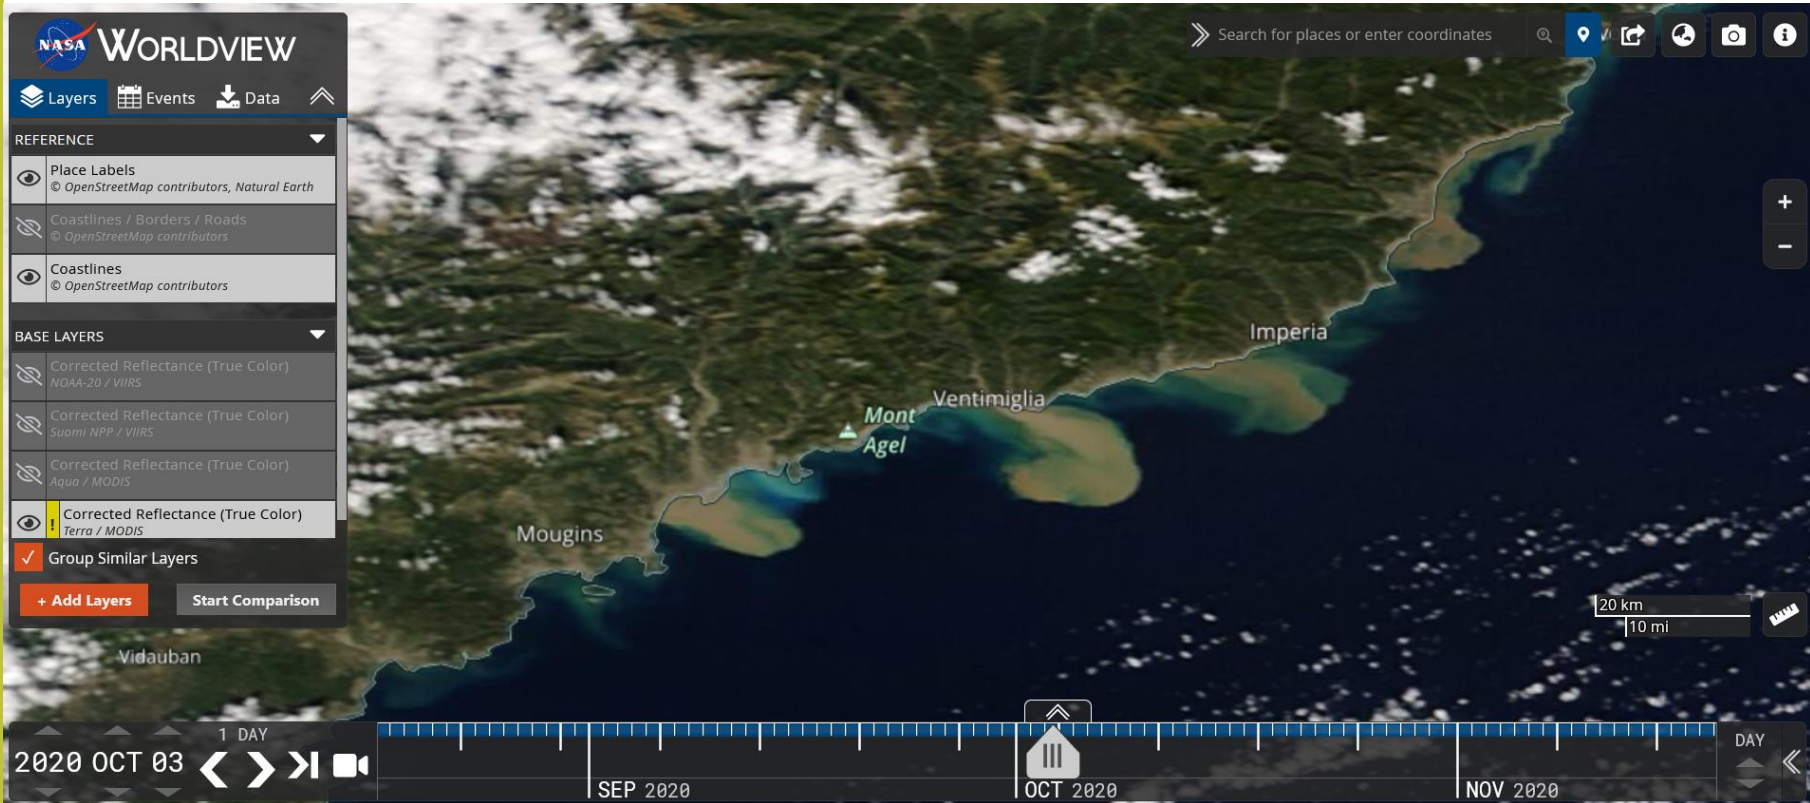 NASA WORLDVIEW
Search for places or enter coordinates
Layers Events Data
REFERENCE
Place Labels
© OpenStreetMap contributors, Natural Earth
Coastlines / Borders / Roads
© OpenStreetMap contributors
Coastlines
© OpenStreetMap contributors
BASE LAYERS
Corrected Reflectance (True Color)
NOAA-20 / VIIRS
Corrected Reflectance (True Color)
Suomi NPP / VIIRS
Corrected Reflectance (True Color)
Aqua / MODIS
! Corrected Reflectance (True Color)
Terra / MODIS
Group Similar Layers
+ Add Layers Start Comparison
Imperia
Ventimiglia
Mont
Agel
Mougins
Vidauban
20 km
10 mi
1 DAY
2020 OCT 03
SEP 2020
OCT 2020
NOV 2020
DAY